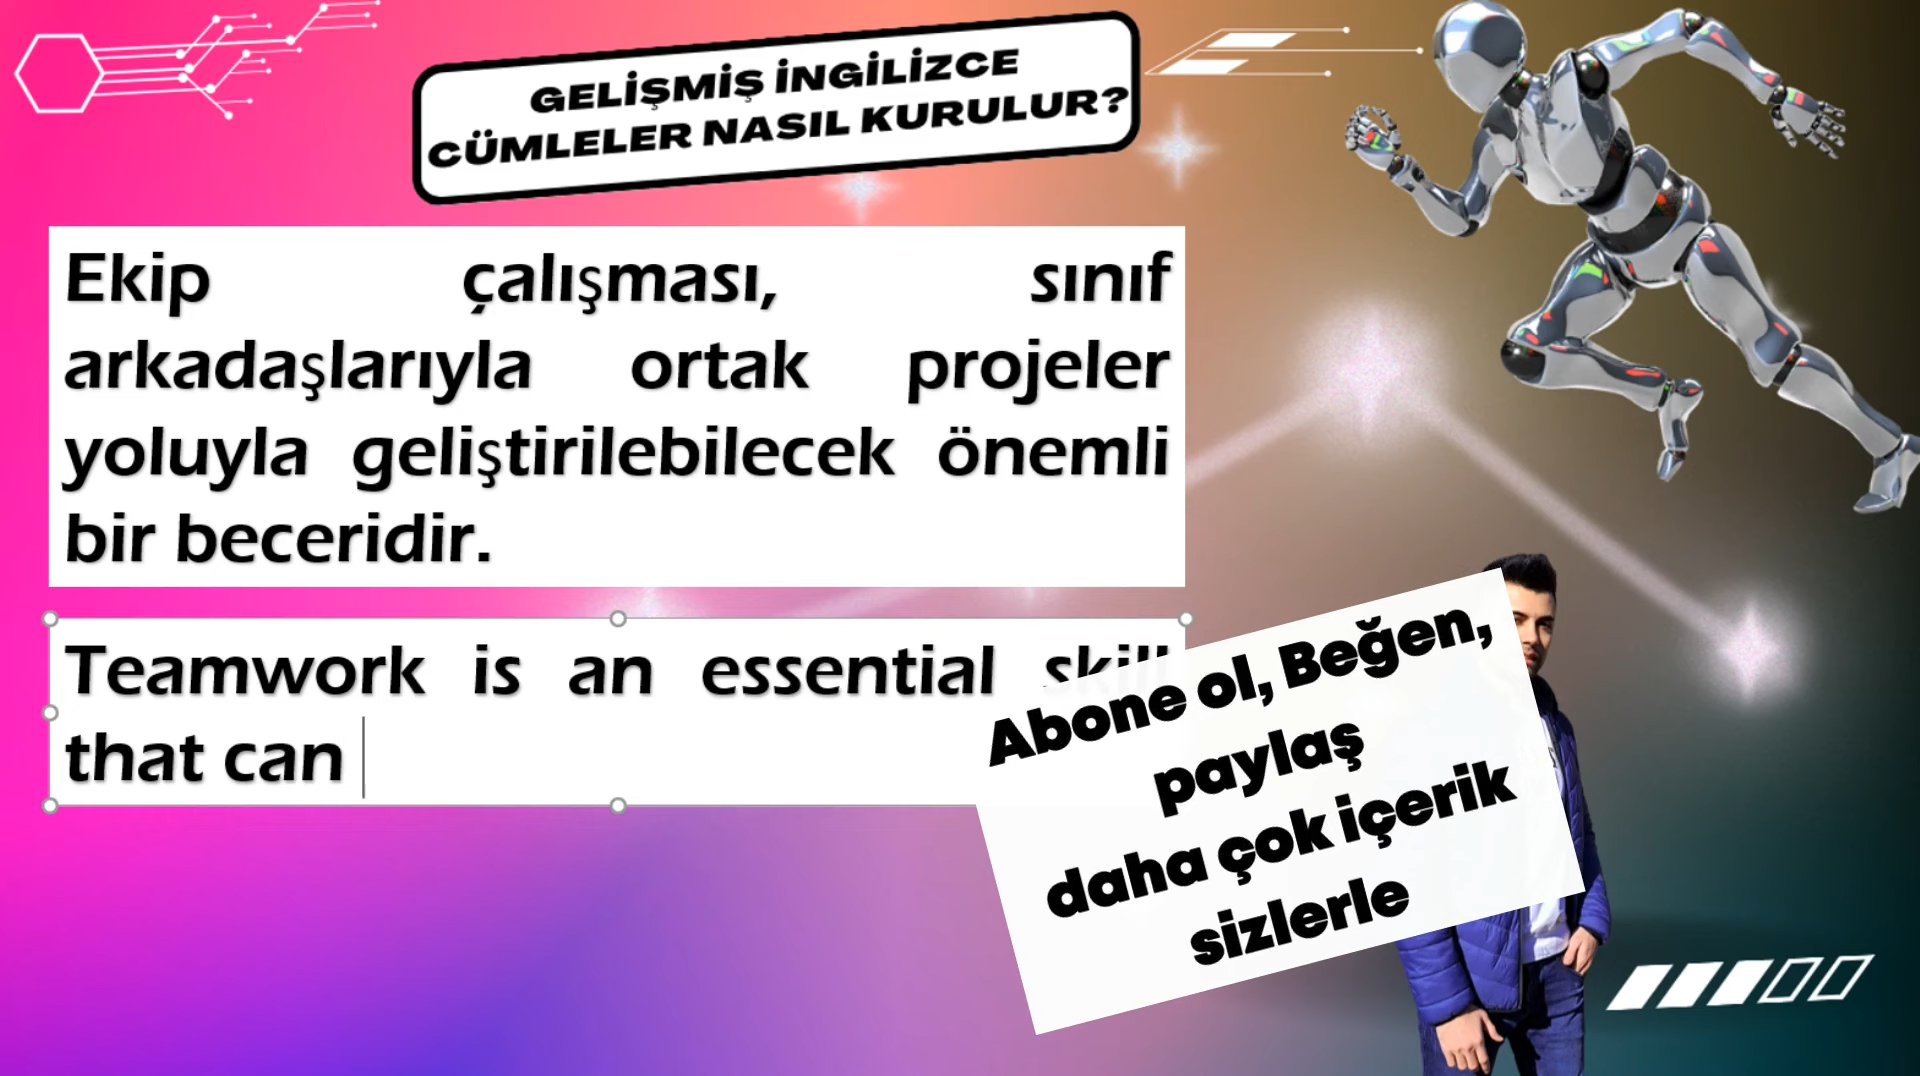 GELİŞMİŞ İNGİLİZCE
CÜMLELER NASIL KURULUR?
Ekip çalışması, sınıf
arkadaşlarıyla ortak projeler
yoluyla geliştirilebilecek önemli
bir beceridir.
Teamwork is an essential skill
that can
Abone ol, Beğen,
paylaş
daha çok içerik
sizlerle